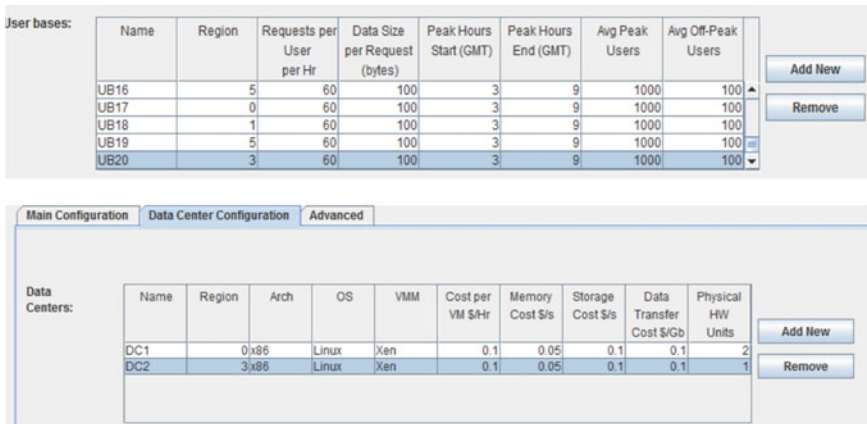 User bases:
Name Region Requests per User per Hr Data Size per Request (bytes) Peak Hours Start (GMT) Peak Hours End (GMT) Avg Peak Users Avg Off-Peak Users
UB16 5 60 100 3 9 1000 100
UB17 0 60 100 3 9 1000 100
UB18 1 60 100 3 9 1000 100
UB19 5 60 100 3 9 1000 100
UB20 3 60 100 3 9 1000 100
Add New
Remove
Main Configuration Data Center Configuration Advanced
Data Centers:
Name Region Arch OS VMM Cost per VM $/Hr Memory Cost $/s Storage Cost $/s Data Transfer Cost $/Gb Physical HW Units
DC1 0 x86 Linux Xen 0.1 0.05 0.1 0.1 2
DC2 3 x86 Linux Xen 0.1 0.05 0.1 0.1 1
Add New
Remove